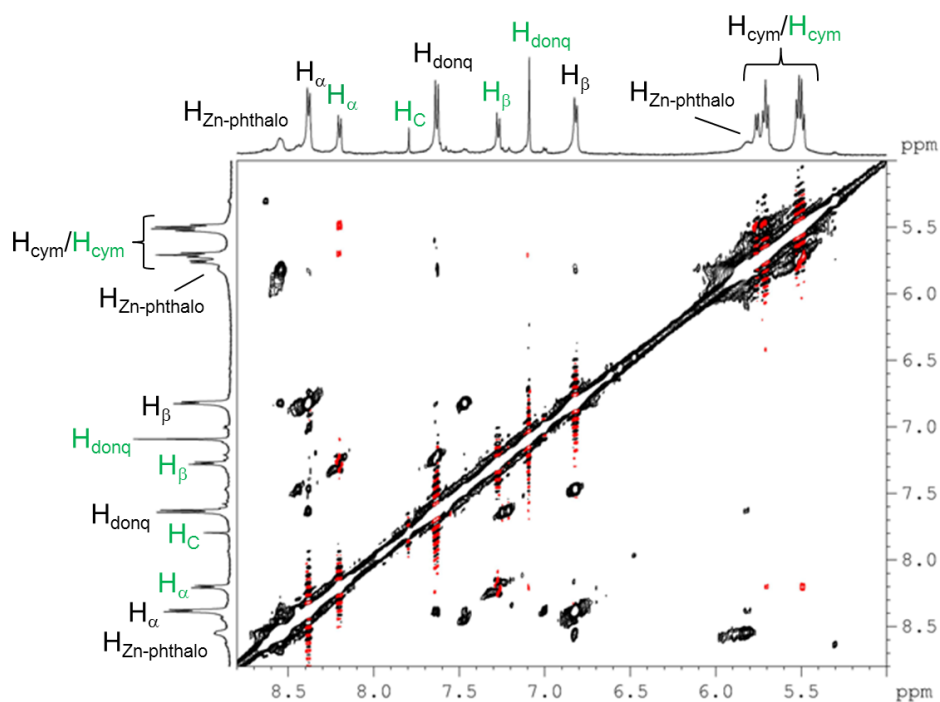 Hcym/Hcym
Hdonq
Hdonq
Hα
Hα
Hβ
Hβ
HZn-phthalo
HZn-phthalo
HC
ppm
5.5
Hcym/Hcym
6.0
HZn-phthalo
6.5
Hβ
7.0
Hdonq
Hβ
7.5
Hdonq
HC
8.0
Hα
Hα
8.5
HZn-phthalo
8.5 8.0 7.5 7.0 6.5 6.0 5.5 ppm